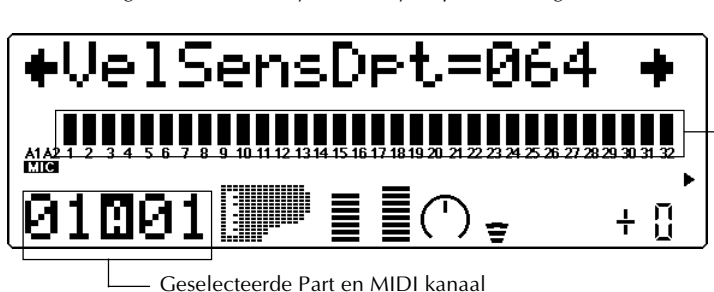 VelSensDpt=064
A1 A2 1 2 3 4 5 6 7 8 9 10 11 12 13 14 15 16 17 18 19 20 21 22 23 24 25 26 27 28 29 30 31 32
MIC
01A01 + 0
Geselecteerde Part en MIDI kanaal